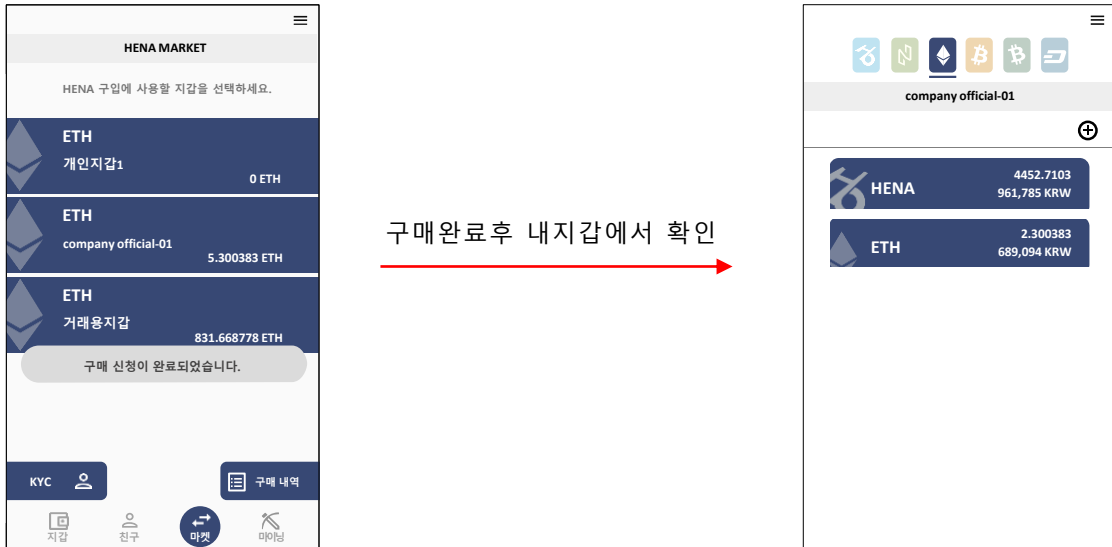 HENA MARKET
HENA 구입에 사용할 지갑을 선택하세요.
ETH
개인지갑1
0 ETH
ETH
company official-01
5.300383 ETH
ETH
거래용지갑
831.668778 ETH
구매 신청이 완료되었습니다.
KYC
구매 내역
지갑
친구
마켓
마이닝
구매완료후 내지갑에서 확인
company official-01
HENA
4452.7103
961,785 KRW
ETH
2.300383
689,094 KRW